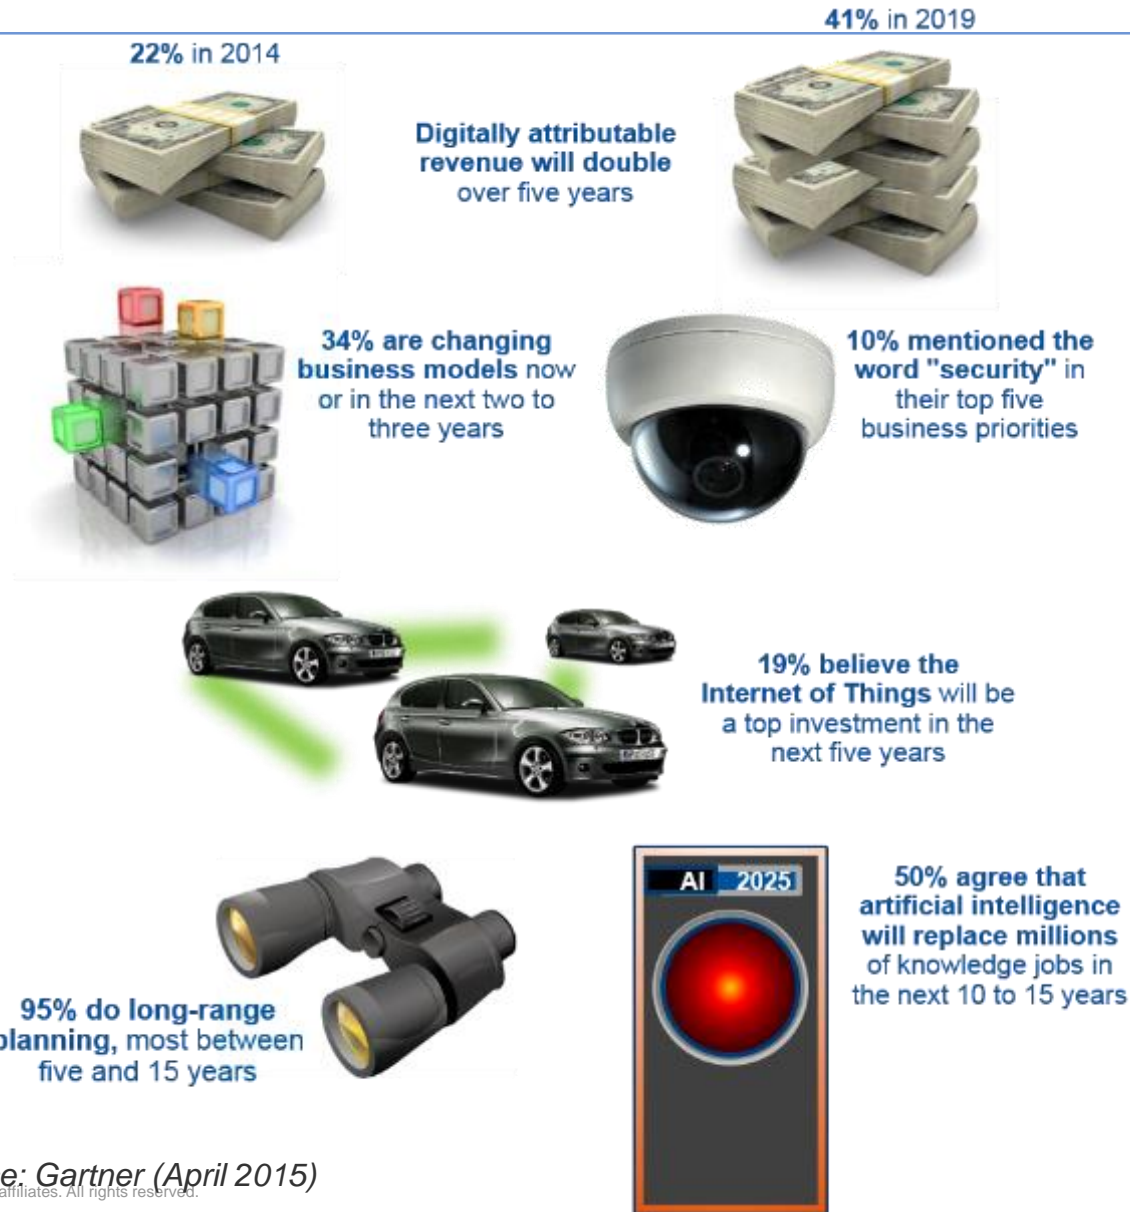 41% in 2019
22% in 2014
Digitally attributable
revenue will double
over five years
34% are changing
business models now
or in the next two to
three years
10% mentioned the
word "security" in
their top five
business priorities
19% believe the
Internet of Things will be
a top investment in the
next five years
AI 2025
50% agree that
artificial intelligence
will replace millions
of knowledge jobs in
the next 10 to 15 years
95% do long-range
planning, most between
five and 15 years
e: Gartner (April 2015)
affiliates. All rights reserved.